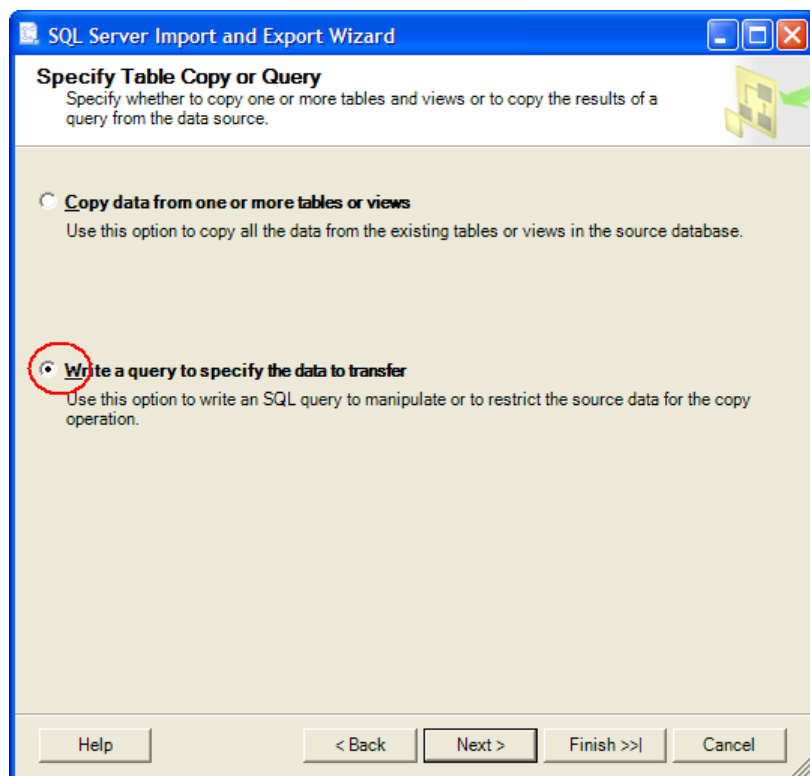 SQL Server Import and Export Wizard
Specify Table Copy or Query
Specify whether to copy one or more tables and views or to copy the results of a
query from the data source.
Copy data from one or more tables or views
Use this option to copy all the data from the existing tables or views in the source database.
Write a query to specify the data to transfer
Use this option to write an SQL query to manipulate or to restrict the source data for the copy
operation.
Help
< Back
Next >
Finish >>|
Cancel